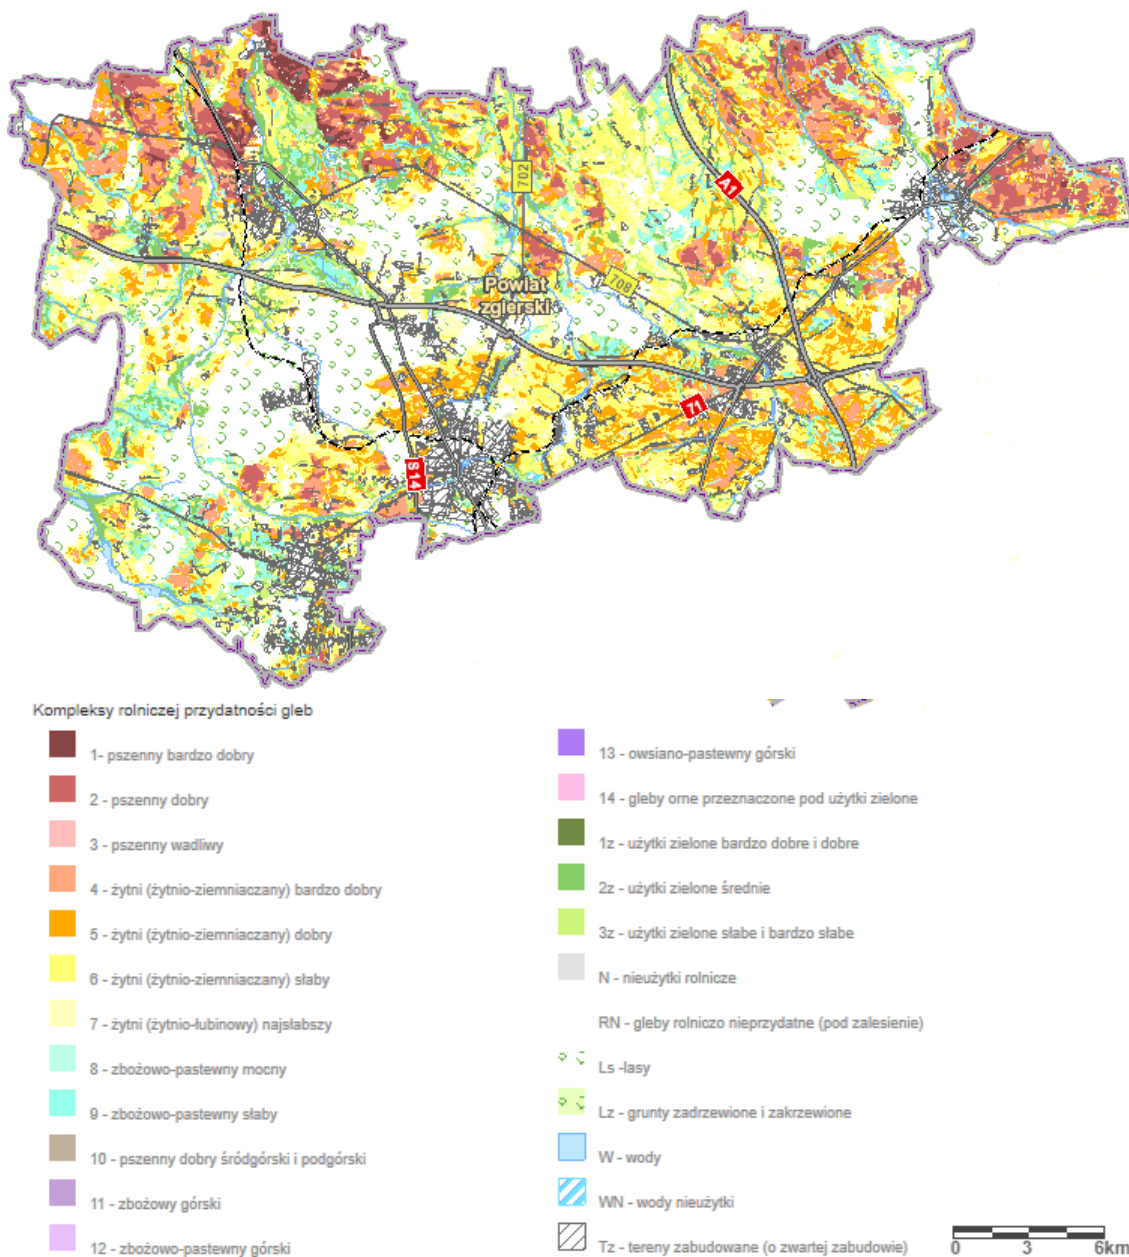 702
A1
Powiat
zgierski
708
71
S14
Kompleksy rolniczej przydatności gleb
1- pszenny bardzo dobry
2 - pszenny dobry
3 - pszenny wadliwy
4 - żytni (żytnio-ziemniaczany) bardzo dobry
5 - żytni (żytnio-ziemniaczany) dobry
6 - żytni (żytnio-ziemniaczany) słaby
7 - żytni (żytnio-łubinowy) najsłabszy
8 - zbożowo-pastewny mocny
9 - zbożowo-pastewny słaby
10 - pszenny dobry śródgórski i podgórski
11 - zbożowy górski
12 - zbożowo-pastewny górski
13 - owsiano-pastewny górski
14 - gleby orne przeznaczone pod użytki zielone
1z - użytki zielone bardzo dobre i dobre
2z - użytki zielone średnie
3z - użytki zielone słabe i bardzo słabe
N - nieużytki rolnicze
RN - gleby rolniczo nieprzydatne (pod zalesienie)
Ls -lasy
Lz - grunty zadrzewione i zakrzewione
W - wody
WN - wody nieużytki
Tz - tereny zabudowane (o zwartej zabudowie)
0 3 6km